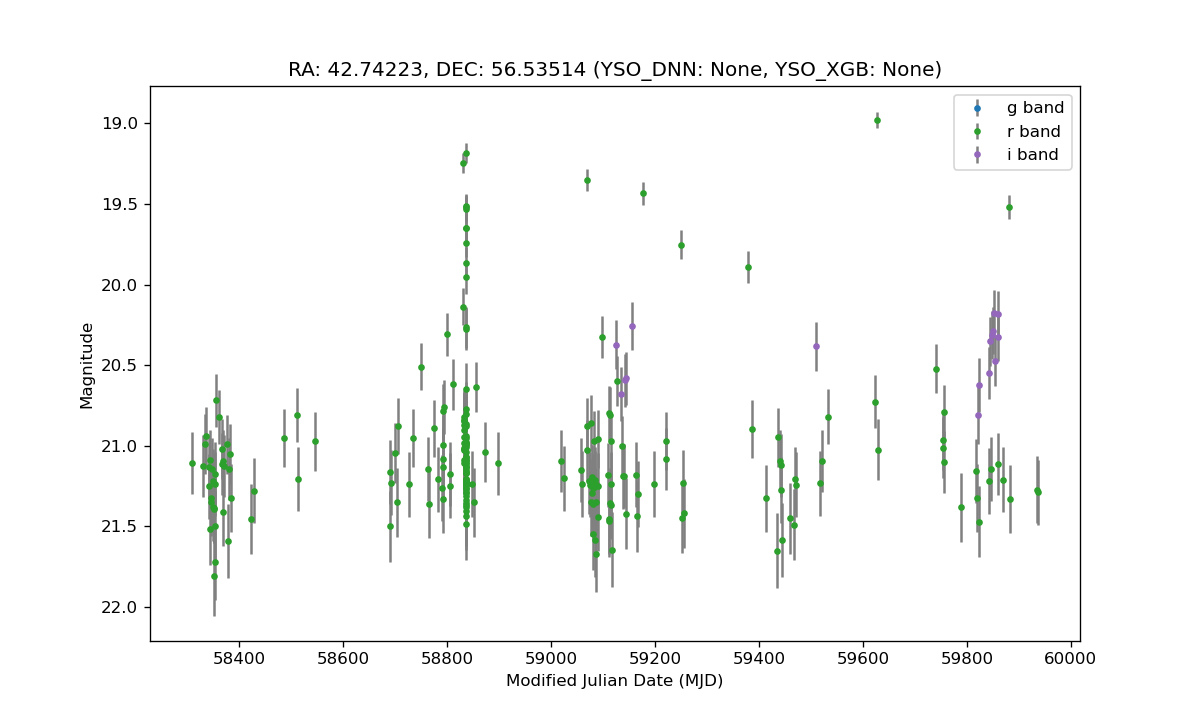 RA: 42.74223, DEC: 56.53514 (YSO_DNN: None, YSO_XGB: None)
g band
r band
i band
19.0
19.5
20.0
20.5
21.0
21.5
22.0
Magnitude
58400 58600 58800 59000 59200 59400 59600 59800 60000
Modified Julian Date (MJD)